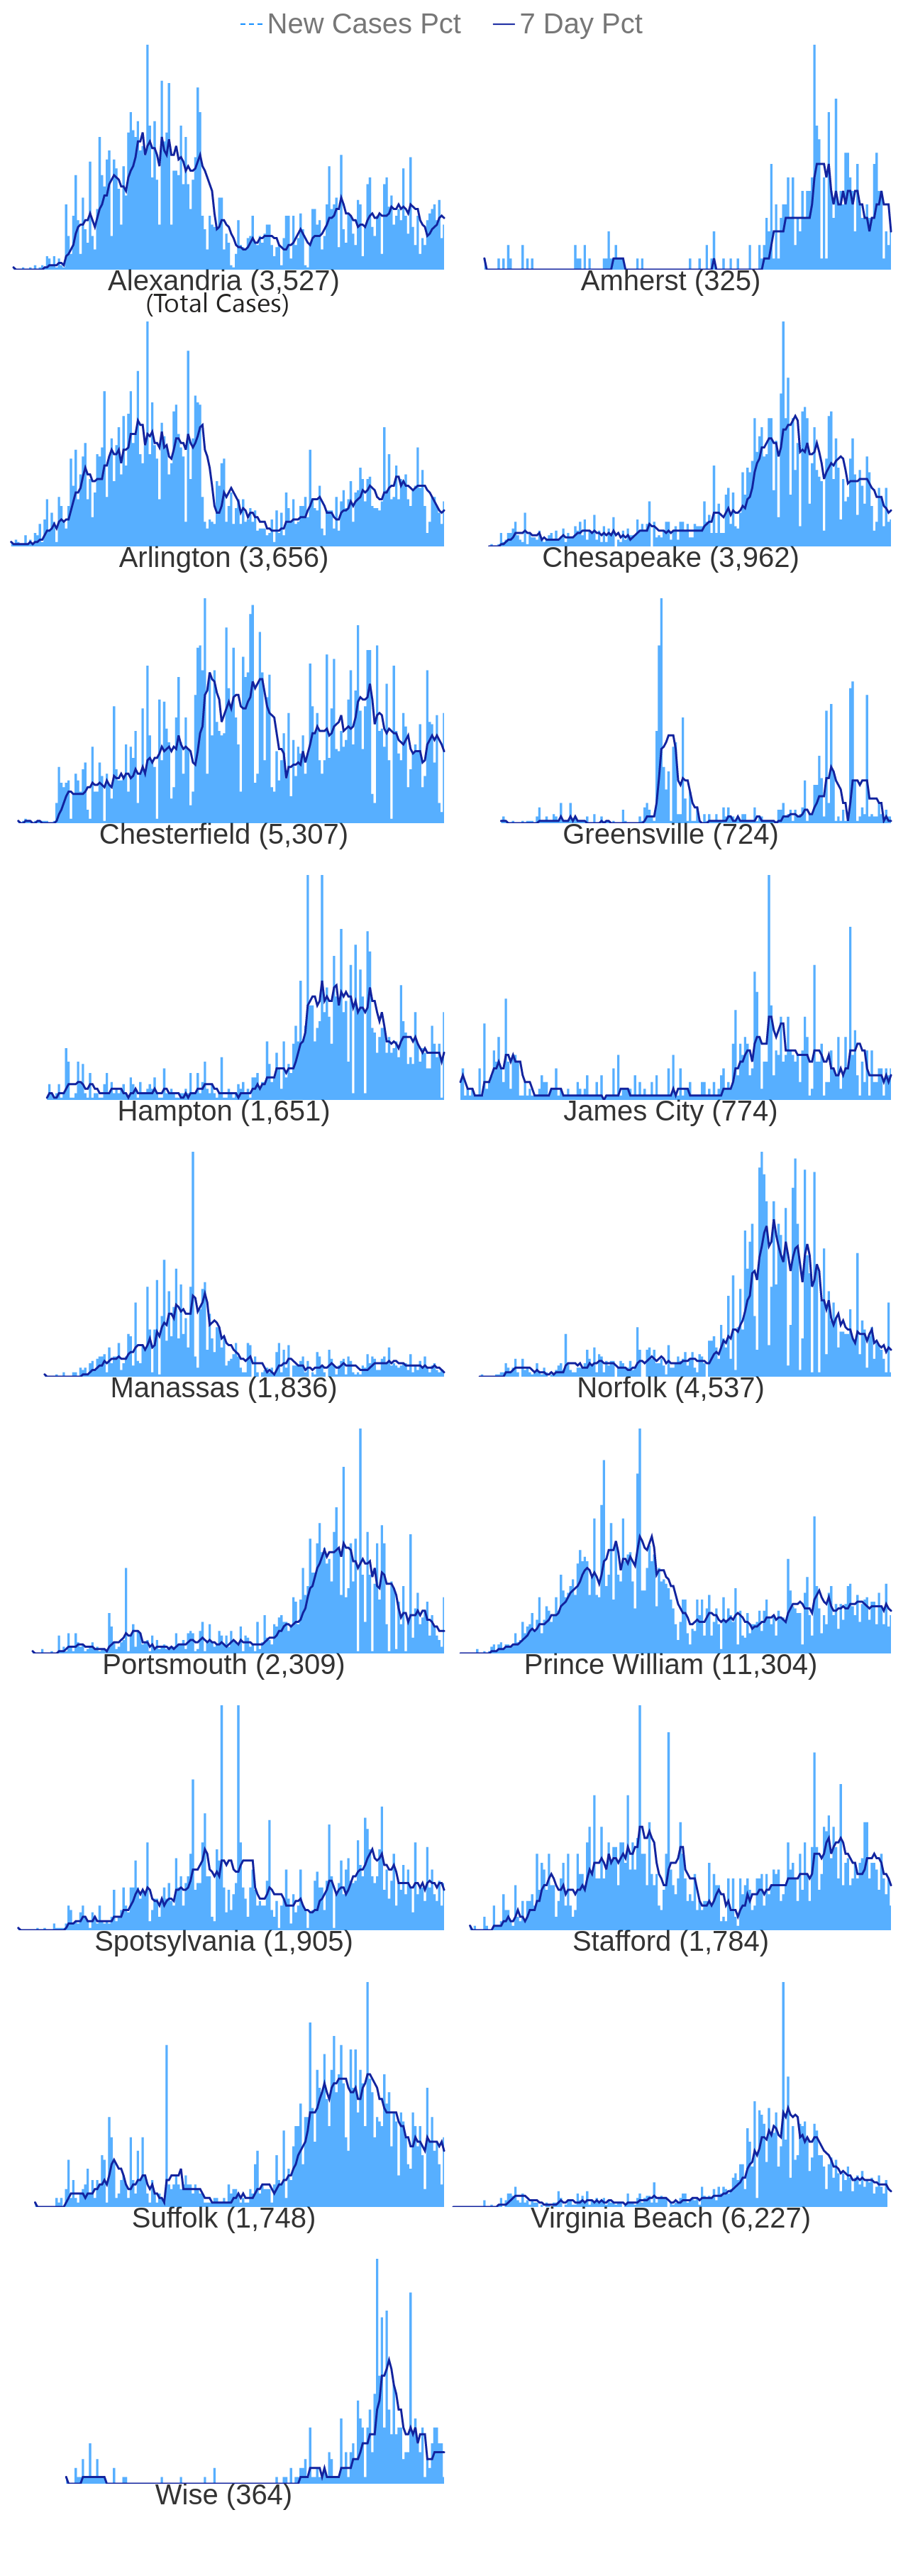 New Cases Pct 7 Day Pct
Alexandria (3,527) Amherst (325)
(Total Cases)
Arlington (3,656) Chesapeake (3,962)
Chesterfield (5,307) Greensville (724)
Hampton (1,651) James City (774)
Manassas (1,836) Norfolk (4,537)
Portsmouth (2,309) Prince William (11,304)
Spotsylvania (1,905) Stafford (1,784)
Suffolk (1,748) Virginia Beach (6,227)
Wise (364)